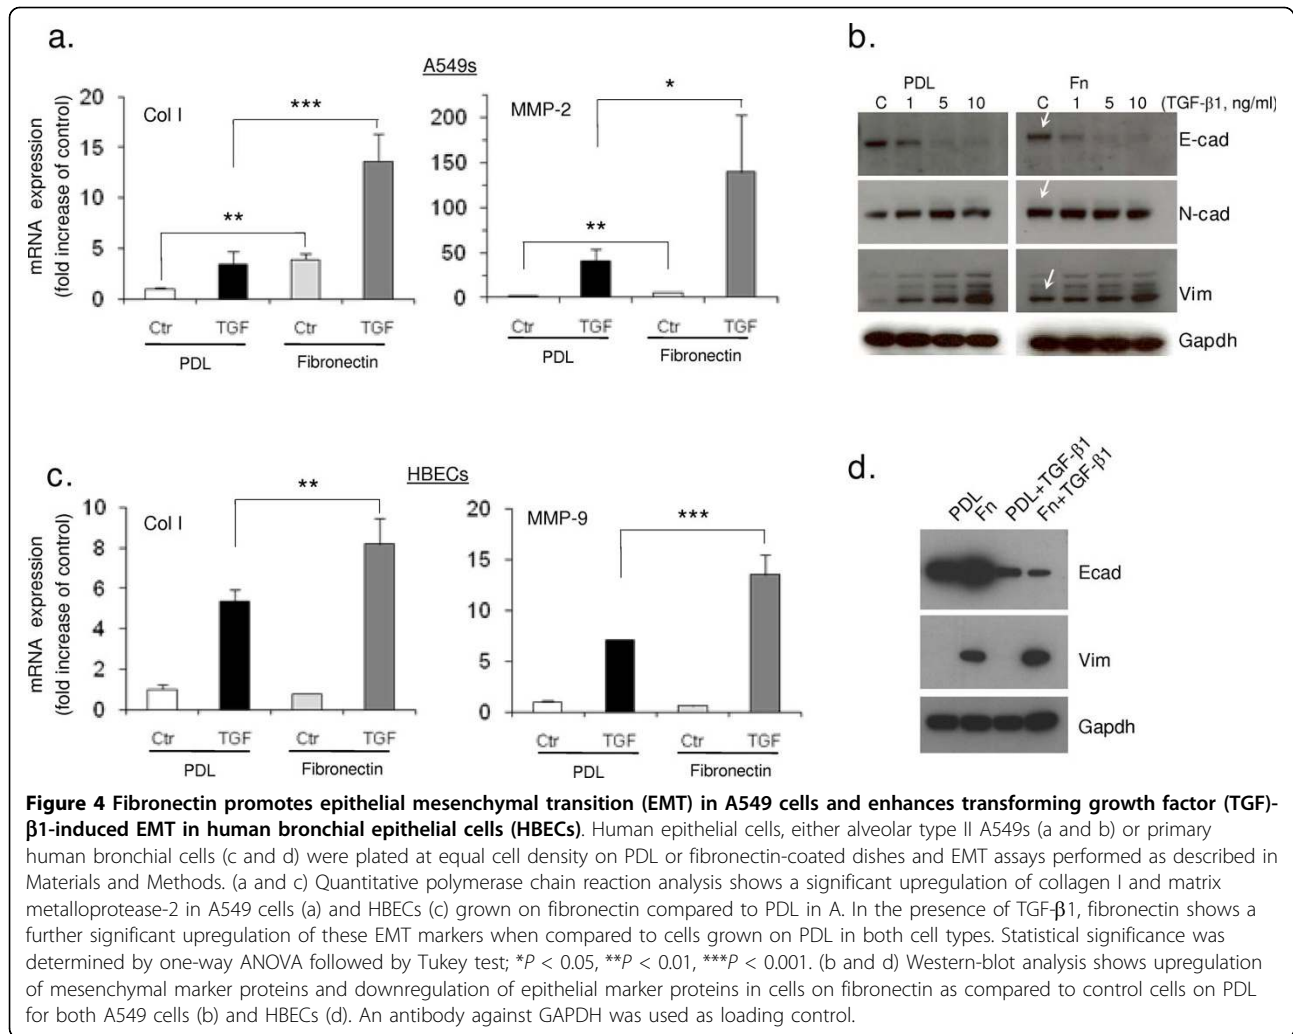 a.
A549s
mRNA expression
(fold increase of control)
20
15
10
5
0
Col I
***
**
Ctr TGF Ctr TGF
PDL Fibronectin
200
150
100
50
0
MMP-2
*
**
Ctr TGF Ctr TGF
PDL Fibronectin
b.
PDL Fn
C 1 5 10 C 1 5 10 (TGF-β1, ng/ml)
E-cad
N-cad
Vim
Gapdh
c.
HBECs
mRNA expression
(fold increase of control)
10
8
6
4
2
0
Col I
**
Ctr TGF Ctr TGF
PDL Fibronectin
20
15
10
5
0
MMP-9
***
Ctr TGF Ctr TGF
PDL Fibronectin
d.
PDL Fn PDL+TGF-β1 Fn+TGF-β1
Ecad
Vim
Gapdh
Figure 4 Fibronectin promotes epithelial mesenchymal transition (EMT) in A549 cells and enhances transforming growth factor (TGF)-
β1-induced EMT in human bronchial epithelial cells (HBECs). Human epithelial cells, either alveolar type II A549s (a and b) or primary
human bronchial cells (c and d) were plated at equal cell density on PDL or fibronectin-coated dishes and EMT assays performed as described in
Materials and Methods. (a and c) Quantitative polymerase chain reaction analysis shows a significant upregulation of collagen I and matrix
metalloprotease-2 in A549 cells (a) and HBECs (c) grown on fibronectin compared to PDL in A. In the presence of TGF-β1, fibronectin shows a
further significant upregulation of these EMT markers when compared to cells grown on PDL in both cell types. Statistical significance was
determined by one-way ANOVA followed by Tukey test; *P < 0.05, **P < 0.01, ***P < 0.001. (b and d) Western-blot analysis shows upregulation
of mesenchymal marker proteins and downregulation of epithelial marker proteins in cells on fibronectin as compared to control cells on PDL
for both A549 cells (b) and HBECs (d). An antibody against GAPDH was used as loading control.